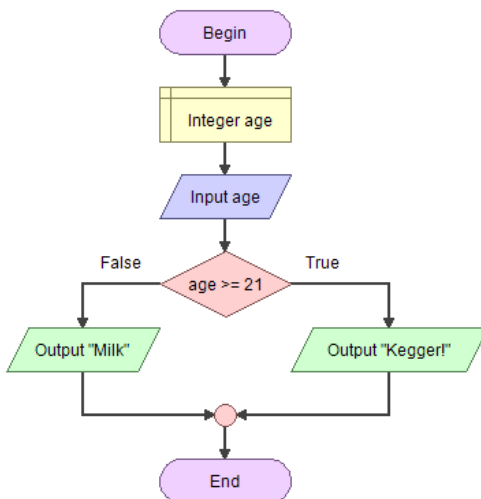 Begin
Integer age
Input age
False
True
age >= 21
Output "Milk"
Output "Kegger!"
End